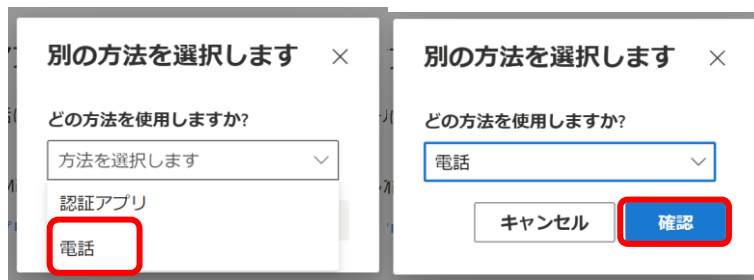 別の方法を選択します
どの方法を使用しますか?
方法を選択します
認証アプリ
電話
別の方法を選択します
どの方法を使用しますか?
電話
キャンセル
確認